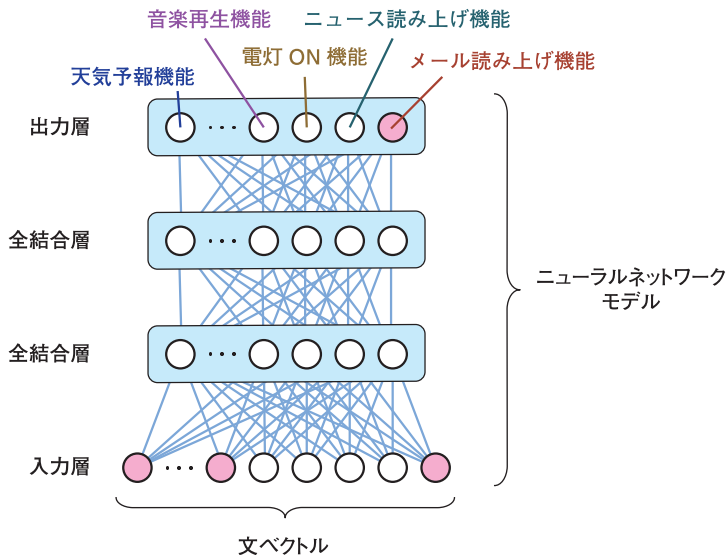 音楽再生機能
ニュース読み上げ機能
電灯 ON 機能
メール読み上げ機能
天気予報機能
出力層
全結合層
ニューラルネットワーク
モデル
全結合層
入力層
文ベクトル